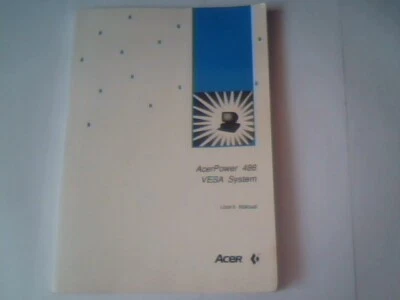 AcerPower 486
VESA System
User's Manual
Acer